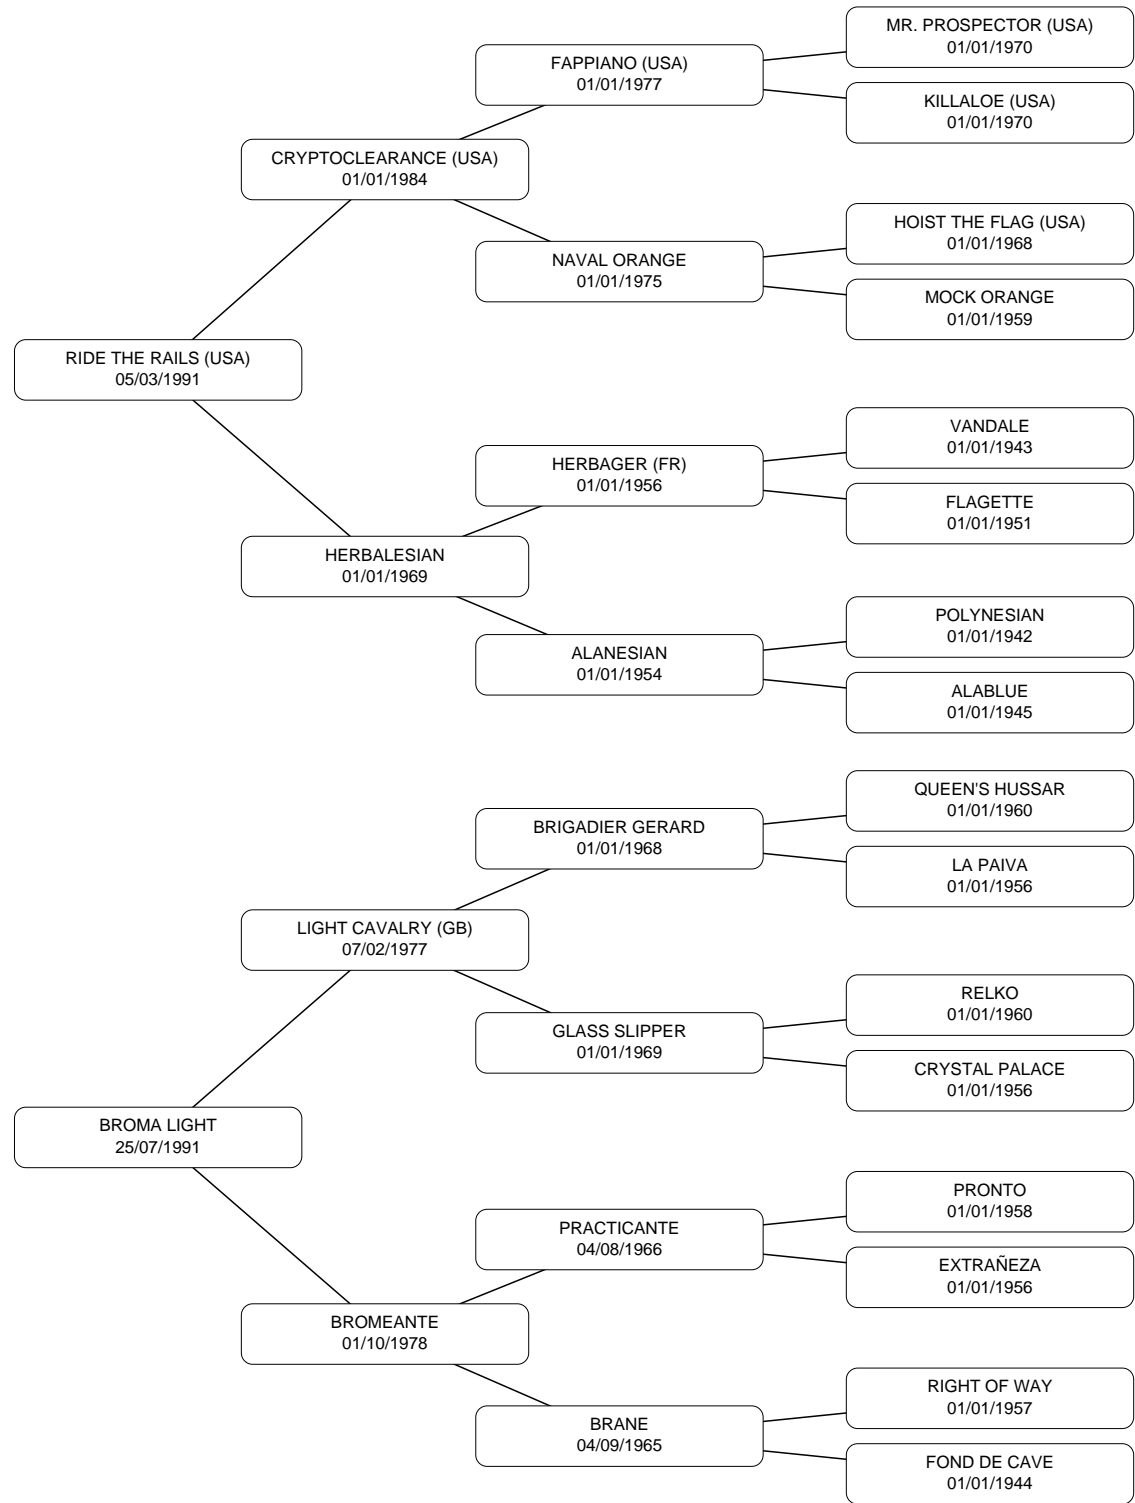 MR. PROSPECTOR (USA)
01/01/1970
FAPPIANO (USA)
01/01/1977
KILLALOE (USA)
01/01/1970
CRYPTOCLEARANCE (USA)
01/01/1984
HOIST THE FLAG (USA)
01/01/1968
NAVAL ORANGE
01/01/1975
MOCK ORANGE
01/01/1959
RIDE THE RAILS (USA)
05/03/1991
VANDALE
01/01/1943
HERBAGER (FR)
01/01/1956
FLAGETTE
01/01/1951
HERBALESIAN
01/01/1969
POLYNESIAN
01/01/1942
ALANESIAN
01/01/1954
ALABLUE
01/01/1945
QUEEN'S HUSSAR
01/01/1960
BRIGADIER GERARD
01/01/1968
LA PAIVA
01/01/1956
LIGHT CAVALRY (GB)
07/02/1977
RELKO
01/01/1960
GLASS SLIPPER
01/01/1969
CRYSTAL PALACE
01/01/1956
BROMA LIGHT
25/07/1991
PRONTO
01/01/1958
PRACTICANTE
04/08/1966
EXTRAÑEZA
01/01/1956
BROMEANTE
01/10/1978
RIGHT OF WAY
01/01/1957
BRANE
04/09/1965
FOND DE CAVE
01/01/1944